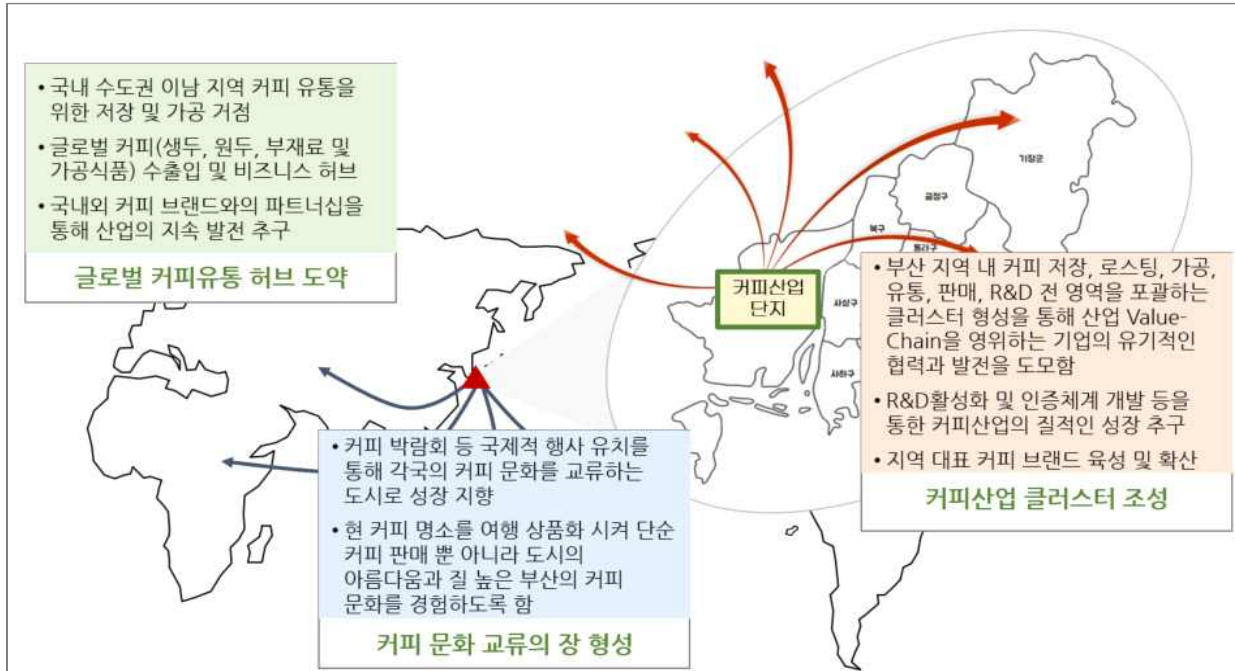 • 국내 수도권 이남 지역 커피 유통을
위한 저장 및 가공 거점
• 글로벌 커피(생두, 원두, 부재료 및
가공식품) 수출입 및 비즈니스 허브
• 국내외 커피 브랜드와의 파트너십을
통해 산업의 지속 발전 추구
글로벌 커피유통 허브 도약
기장군
금정구
북구
동래구
커피산업
단지
사상구
사하구
• 부산 지역 내 커피 저장, 로스팅, 가공,
유통, 판매, R&D 전 영역을 포괄하는
클러스터 형성을 통해 산업 Value-
Chain을 영위하는 기업의 유기적인
협력과 발전을 도모함
• R&D활성화 및 인증체계 개발 등을
통한 커피산업의 질적인 성장 추구
• 지역 대표 커피 브랜드 육성 및 확산
커피산업 클러스터 조성
• 커피 박람회 등 국제적 행사 유치를
통해 각국의 커피 문화를 교류하는
도시로 성장 지향
• 현 커피 명소를 여행 상품화 시켜 단순
커피 판매 뿐 아니라 도시의
아름다움과 질 높은 부산의 커피
문화를 경험하도록 함
커피 문화 교류의 장 형성